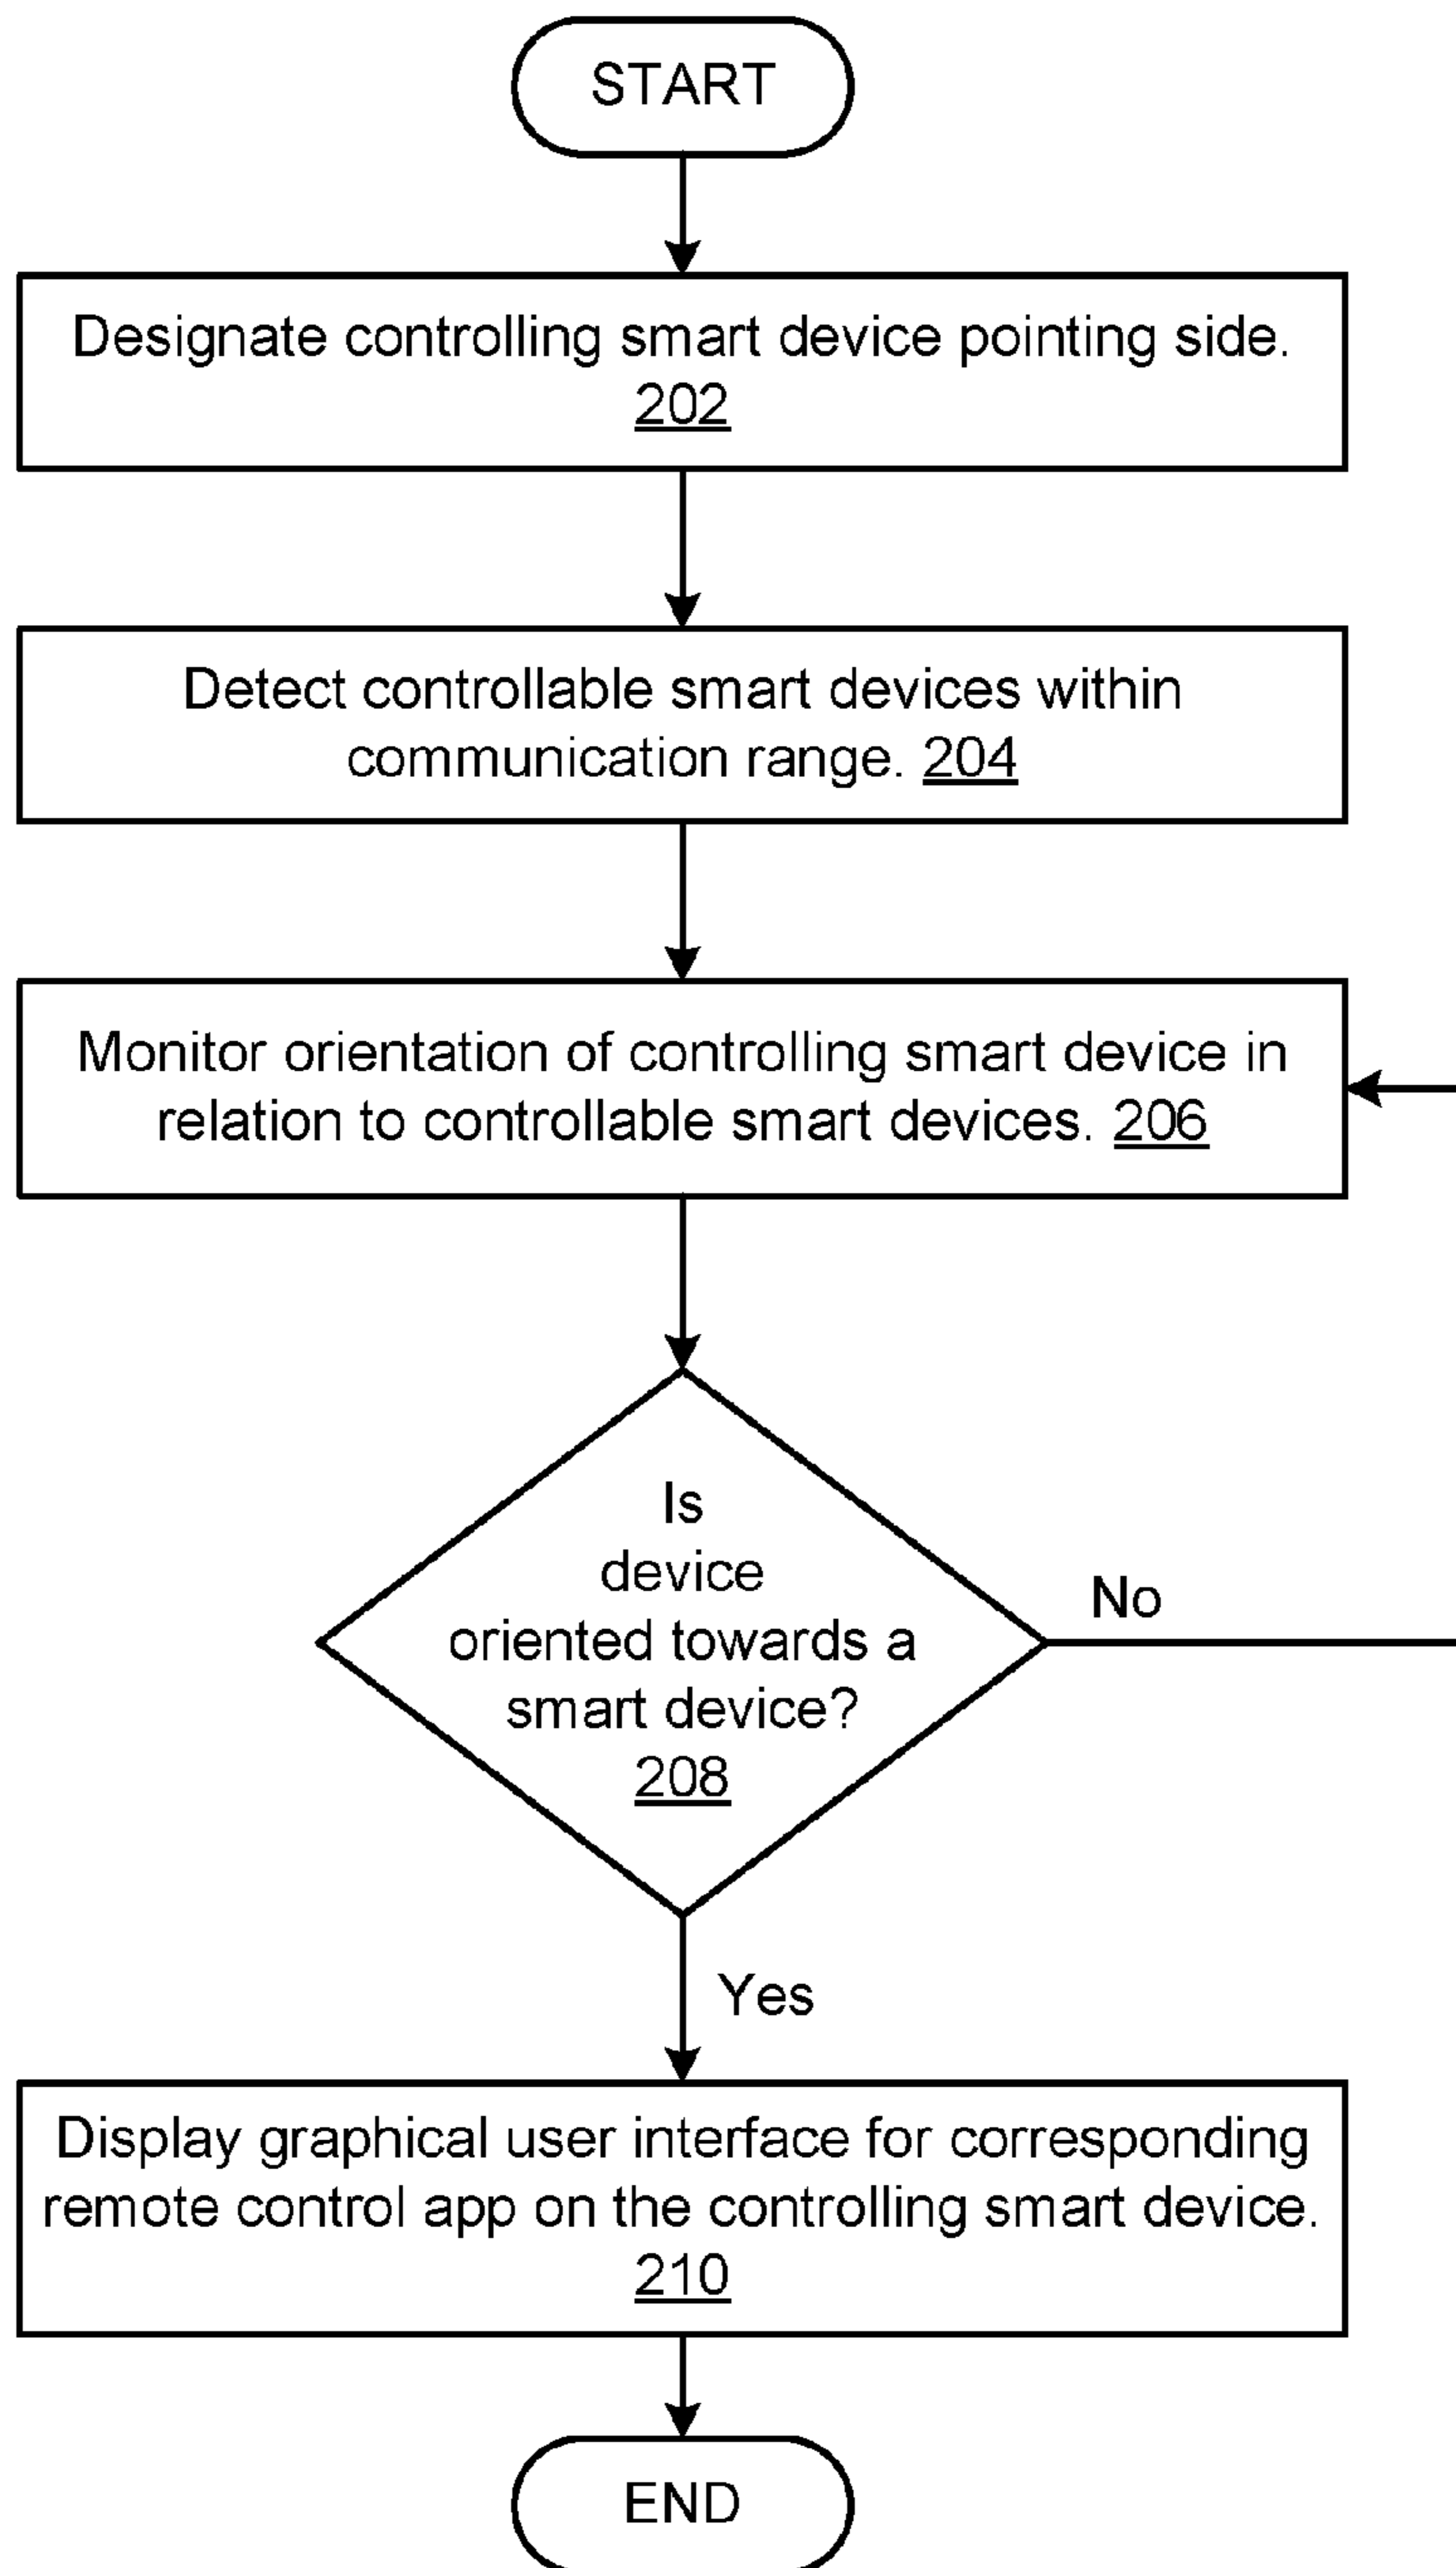 START
Designate controlling smart device pointing side.
202
Detect controllable smart devices within
communication range. 204
Monitor orientation of controlling smart device in
relation to controllable smart devices. 206
Is
device
oriented towards a
smart device?
208
No
Yes
Display graphical user interface for corresponding
remote control app on the controlling smart device.
210
END